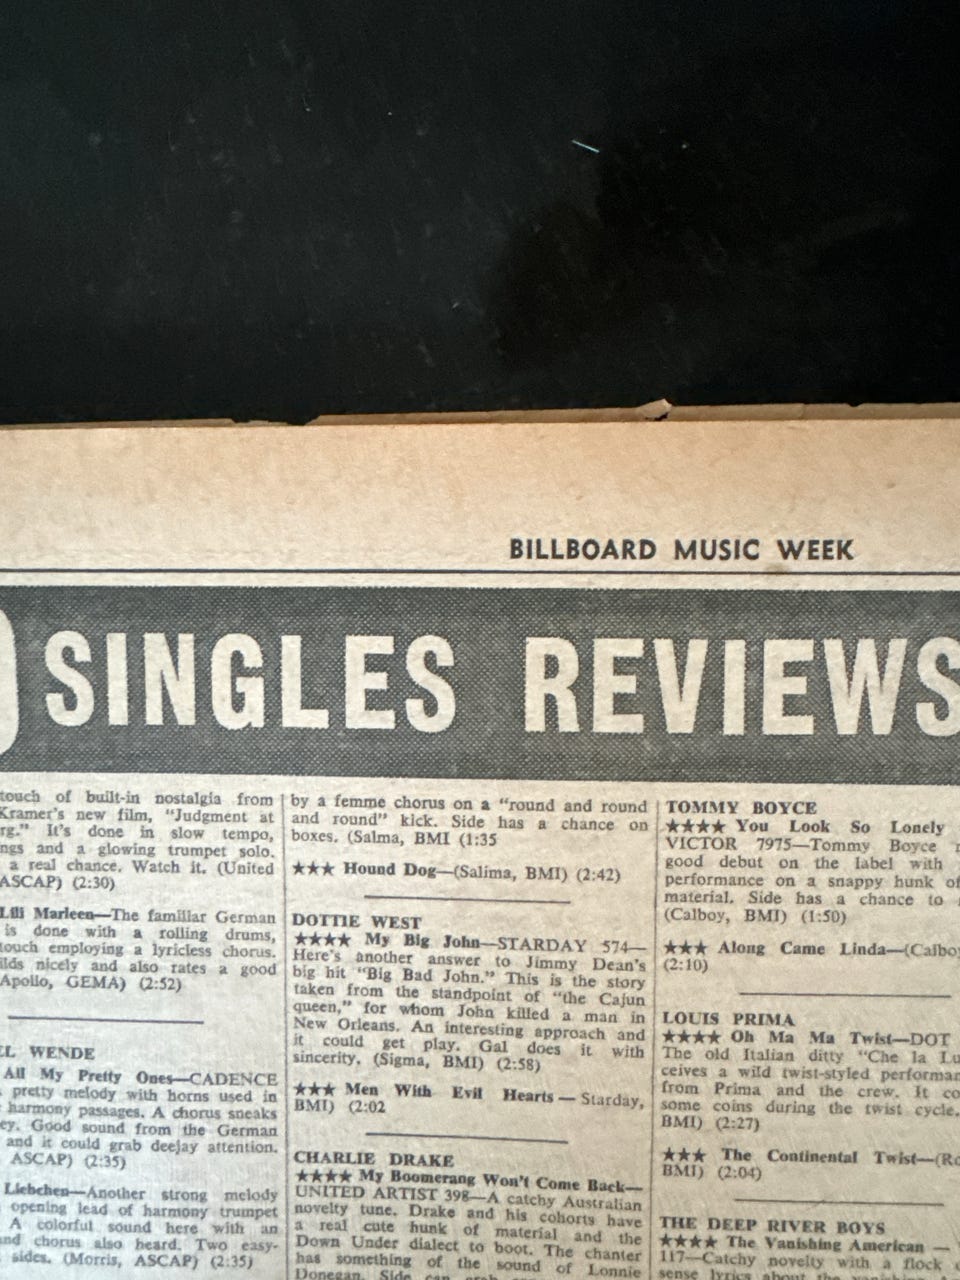 BILLBOARD MUSIC WEEK
SINGLES REVIEWS
touch of built-in nostalgia from
Kramer's new film, "Judgment at
rg." It's done in slow tempo,
ngs and a glowing trumpet solo.
a real chance. Watch it. (United
ASCAP) (2:30)
Lili Marleen—The familiar German
is done with a rolling drums,
touch employing a lyricless chorus.
ilds nicely and also rates a good
Apollo, GEMA) (2:52)
EL WENDE
All My Pretty Ones—CADENCE
pretty melody with horns used in
harmony passages. A chorus sneaks
ey. Good sound from the German
and it could grab deejay attention.
ASCAP) (2:35)
Liebchen—Another strong melody
opening lead of harmony trumpet
A colorful sound here with an
nd chorus also heard. Two easy-
sides. (Morris, ASCAP) (2:35)
by a femme chorus on a "round and round
and round" kick. Side has a chance on
boxes. (Salma, BMI (1:35
★★★ Hound Dog—(Salima, BMI) (2:42)
DOTTIE WEST
★★★★ My Big John—STARDAY 574—
Here's another answer to Jimmy Dean's
big hit "Big Bad John." This is the story
taken from the standpoint of "the Cajun
queen," for whom John killed a man in
New Orleans. An interesting approach and
it could get play. Gal does it with
sincerity. (Sigma, BMI) (2:58)
★★★ Men With Evil Hearts — Starday,
BMI) (2:02
CHARLIE DRAKE
★★★★ My Boomerang Won't Come Back—
UNITED ARTIST 398—A catchy Australian
novelty tune. Drake and his cohorts have
a real cute hunk of material and the
Down Under dialect to boot. The chanter
has something of the sound of Lonnie
Donegan. Side can
TOMMY BOYCE
★★★★ You Look So Lonely
VICTOR 7975—Tommy Boyce
good debut on the label with
performance on a snappy hunk of
material. Side has a chance to
(Calboy, BMI) (1:50)
★★★ Along Came Linda—(Calboy
(2:10)
LOUIS PRIMA
★★★★ Oh Ma Ma Twist—DOT
The old Italian ditty "Che la Lu
ceives a wild twist-styled performan
from Prima and the crew. It co
some coins during the twist cycle.
BMI) (2:27)
★★★ The Continental Twist—(Ro
BMI) (2:04)
THE DEEP RIVER BOYS
★★★★ The Vanishing American —
117—Catchy novelty with a flock
sense lyrics about the